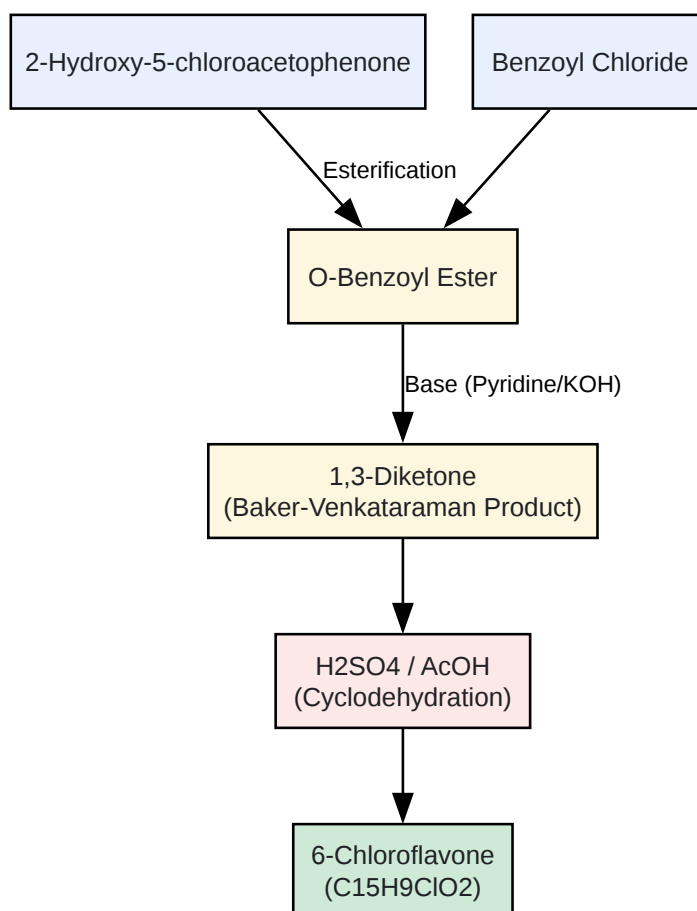 2-Hydroxy-5-chloroacetophenone
Benzoyl Chloride
Esterification
O-Benzoyl Ester
Base (Pyridine/KOH)
1,3-Diketone
(Baker-Venkataraman Product)
H2SO4 / AcOH
(Cyclodehydration)
6-Chloroflavone
(C15H9ClO2)